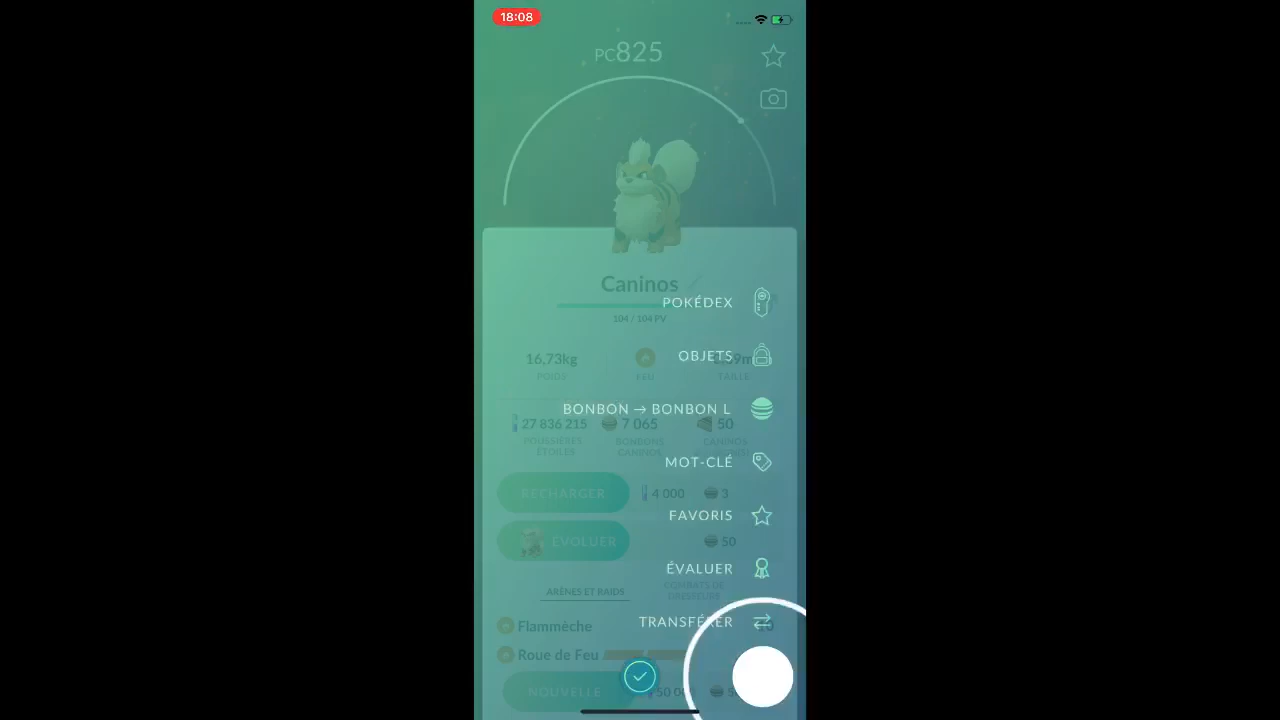 18:08
PC825
Caninos
POKÉDEX
104 / 104 PV
OBJETS
16,73kg
POIDS
FEU
TAILLE
BONBON → BONBON L
27 836 215
7 065
50
POUSSIÈRES
ÉTOILES
BONBONS
CANINOS
CANINOS
MOT-CLÉ
RECHARGER
4 000
3
FAVORIS
ÉVOLUER
50
ÉVALUER
ARÈNES ET RAIDS
COMBATS DE
DRESSEURS
TRANSFÉRER
Flammèche
Roue de Feu
NOUVELLE